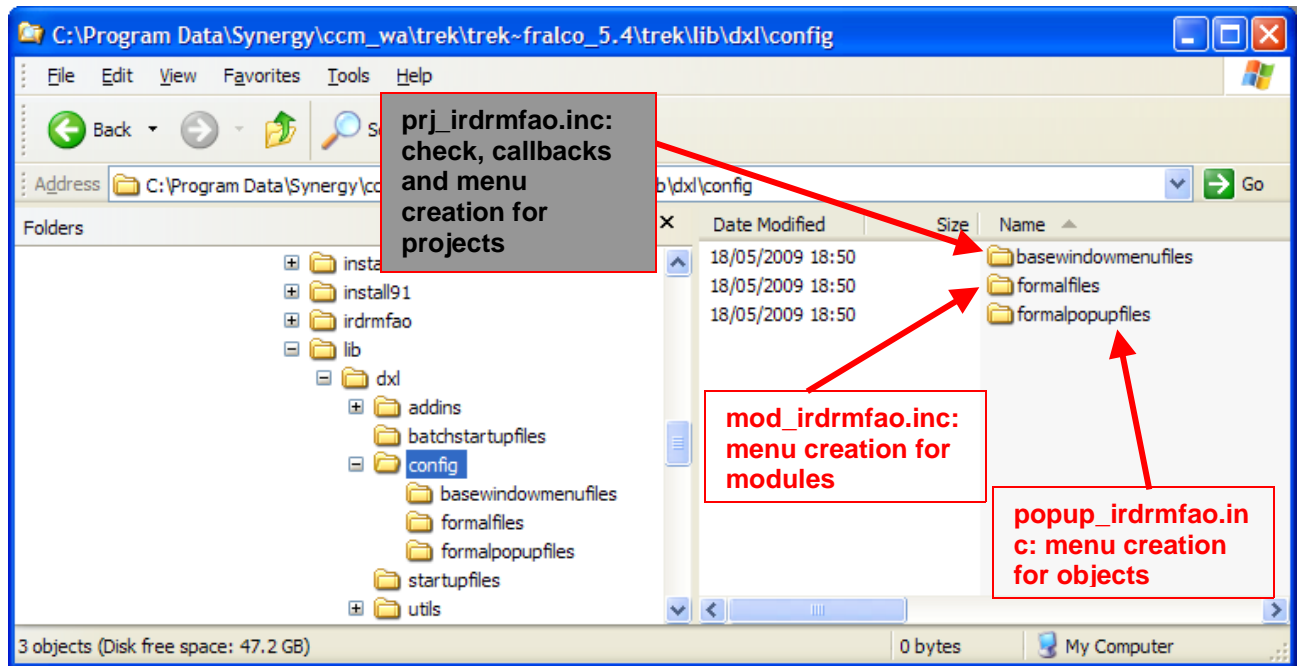 C:\Program Data\Synergy\ccm_wa\trek\trek~fralco_5.4\trek\lib\dxl\config
File Edit View Favorites Tools Help
Back
prj_irdrmfao.inc:
check, callbacks
and menu
creation for
projects
Address C:\Program Data\Synergy\cc b\dxl\config Go
Folders
Date Modified Size Name
18/05/2009 18:50 basewindowmenufiles
18/05/2009 18:50 formalfiles
18/05/2009 18:50 formalpopupfiles
insta
install91
irdrmfao
lib
dxl
addins
batchstartupfiles
config
basewindowmenufiles
formalfiles
formalpopupfiles
startupfiles
utils
mod_irdrmfao.inc:
menu creation for
modules
popup_irdrmfao.in
c: menu creation
for objects
3 objects (Disk free space: 47.2 GB) 0 bytes My Computer